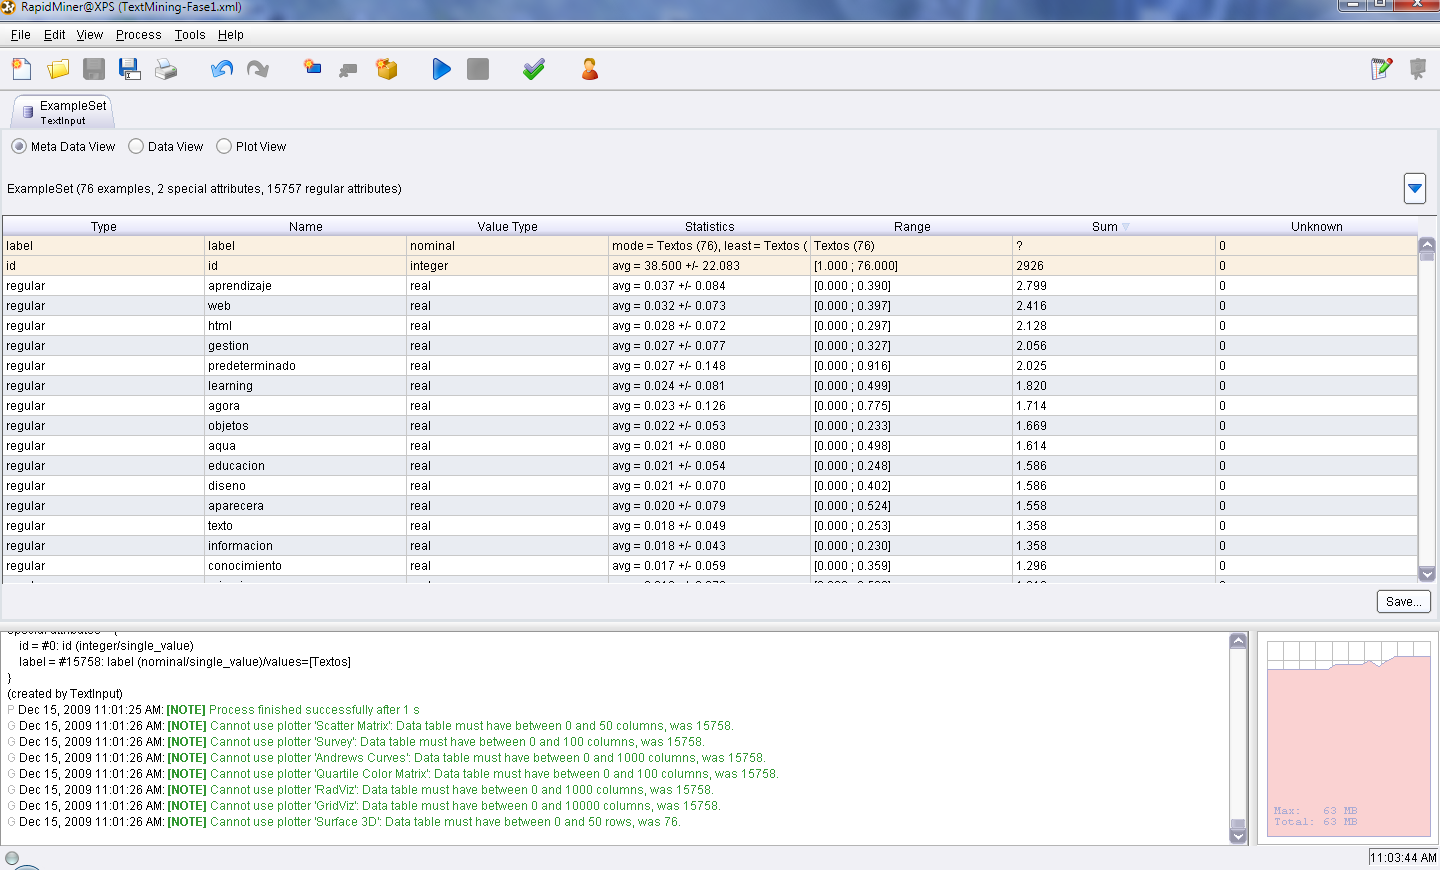 RapidMiner@XPS (TextMining-Fase1.xml)
File Edit View Process Tools Help
ExampleSet
TextInput
Meta Data View Data View Plot View
ExampleSet (76 examples, 2 special attributes, 15757 regular attributes)
Type Name Value Type Statistics Range Sum Unknown
label label nominal mode = Textos (76), least = Textos ( Textos (76) ? 0
id id integer avg = 38.500 +/- 22.083 [1.000 ; 76.000] 2926 0
regular aprendizaje real avg = 0.037 +/- 0.084 [0.000 ; 0.390] 2.799 0
regular web real avg = 0.032 +/- 0.073 [0.000 ; 0.397] 2.416 0
regular html real avg = 0.028 +/- 0.072 [0.000 ; 0.297] 2.128 0
regular gestion real avg = 0.027 +/- 0.077 [0.000 ; 0.327] 2.056 0
regular predeterminado real avg = 0.027 +/- 0.148 [0.000 ; 0.916] 2.025 0
regular learning real avg = 0.024 +/- 0.081 [0.000 ; 0.499] 1.820 0
regular agora real avg = 0.023 +/- 0.126 [0.000 ; 0.775] 1.714 0
regular objetos real avg = 0.022 +/- 0.053 [0.000 ; 0.233] 1.669 0
regular aqua real avg = 0.021 +/- 0.080 [0.000 ; 0.498] 1.614 0
regular educacion real avg = 0.021 +/- 0.054 [0.000 ; 0.248] 1.586 0
regular diseno real avg = 0.021 +/- 0.070 [0.000 ; 0.402] 1.586 0
regular aparecera real avg = 0.020 +/- 0.079 [0.000 ; 0.524] 1.558 0
regular texto real avg = 0.018 +/- 0.049 [0.000 ; 0.253] 1.358 0
regular informacion real avg = 0.018 +/- 0.043 [0.000 ; 0.230] 1.358 0
regular conocimiento real avg = 0.017 +/- 0.059 [0.000 ; 0.359] 1.296 0
Save...
id = #0: id (integer/single_value)
label = #15758: label (nominal/single_value)/values=[Textos]
}
(created by TextInput)
P Dec 15, 2009 11:01:25 AM: [NOTE] Process finished successfully after 1 s
G Dec 15, 2009 11:01:26 AM: [NOTE] Cannot use plotter 'Scatter Matrix': Data table must have between 0 and 50 columns, was 15758.
G Dec 15, 2009 11:01:26 AM: [NOTE] Cannot use plotter 'Survey': Data table must have between 0 and 100 columns, was 15758.
G Dec 15, 2009 11:01:26 AM: [NOTE] Cannot use plotter 'Andrews Curves': Data table must have between 0 and 1000 columns, was 15758.
G Dec 15, 2009 11:01:26 AM: [NOTE] Cannot use plotter 'Quartile Color Matrix': Data table must have between 0 and 100 columns, was 15758.
G Dec 15, 2009 11:01:26 AM: [NOTE] Cannot use plotter 'RadViz': Data table must have between 0 and 1000 columns, was 15758.
G Dec 15, 2009 11:01:26 AM: [NOTE] Cannot use plotter 'GridViz': Data table must have between 0 and 10000 columns, was 15758.
G Dec 15, 2009 11:01:26 AM: [NOTE] Cannot use plotter 'Surface 3D': Data table must have between 0 and 50 rows, was 76.
Max: 63 MB
Total: 63 MB
11:03:44 AM